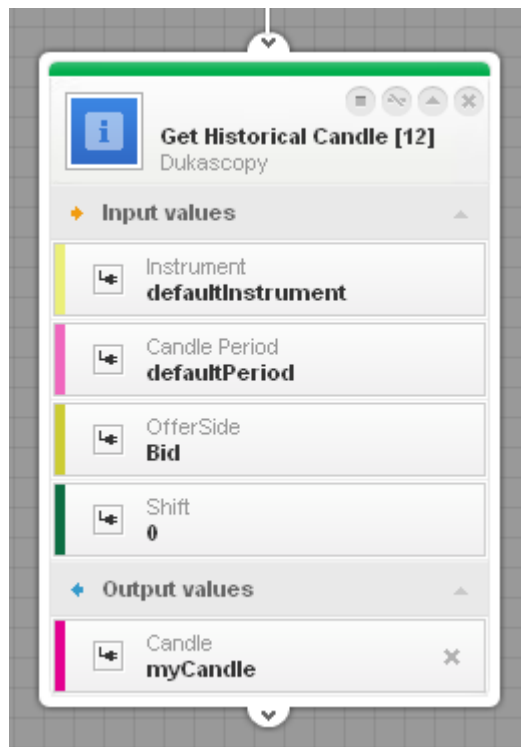 Get Historical Candle [12]
Dukascopy
Input values
Instrument
defaultInstrument
Candle Period
defaultPeriod
OfferSide
Bid
Shift
0
Output values
Candle
myCandle